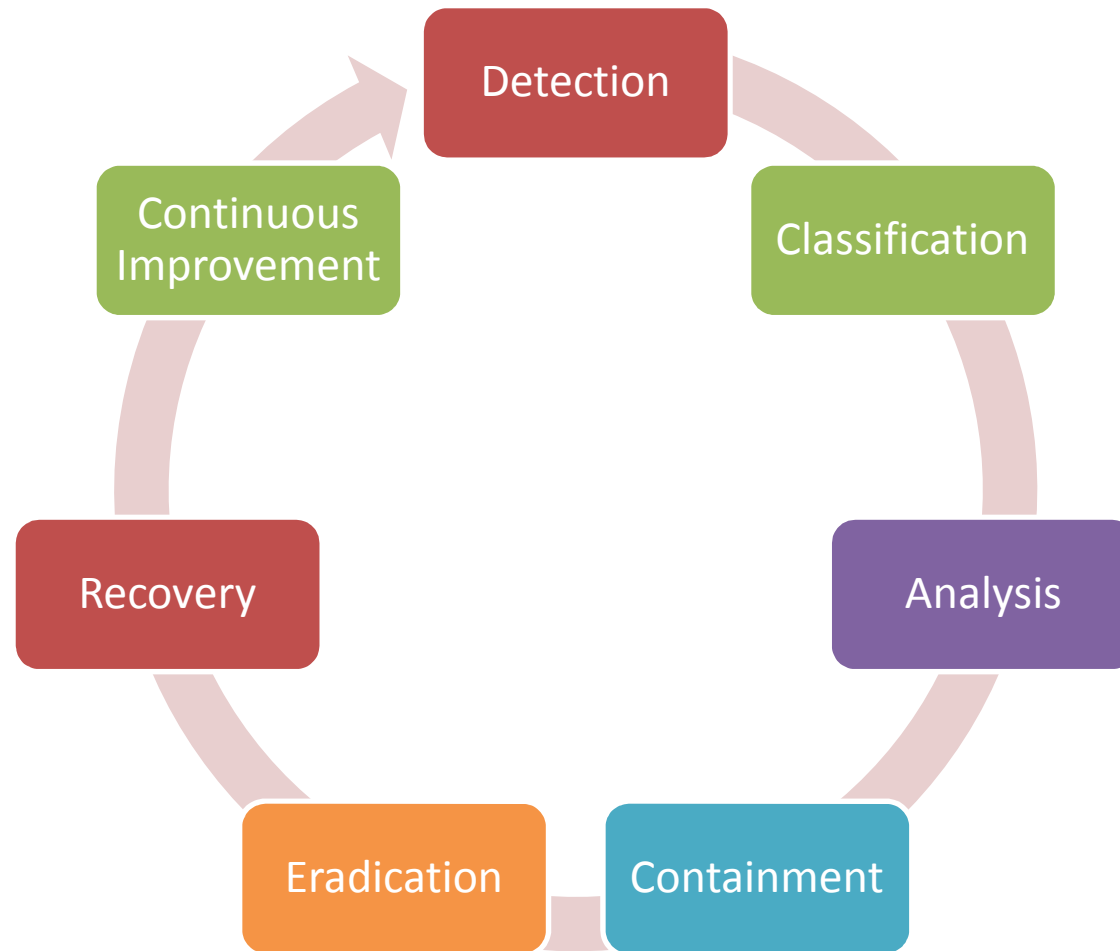 Detection
Classification
Analysis
Containment
Eradication
Recovery
Continuous
Improvement